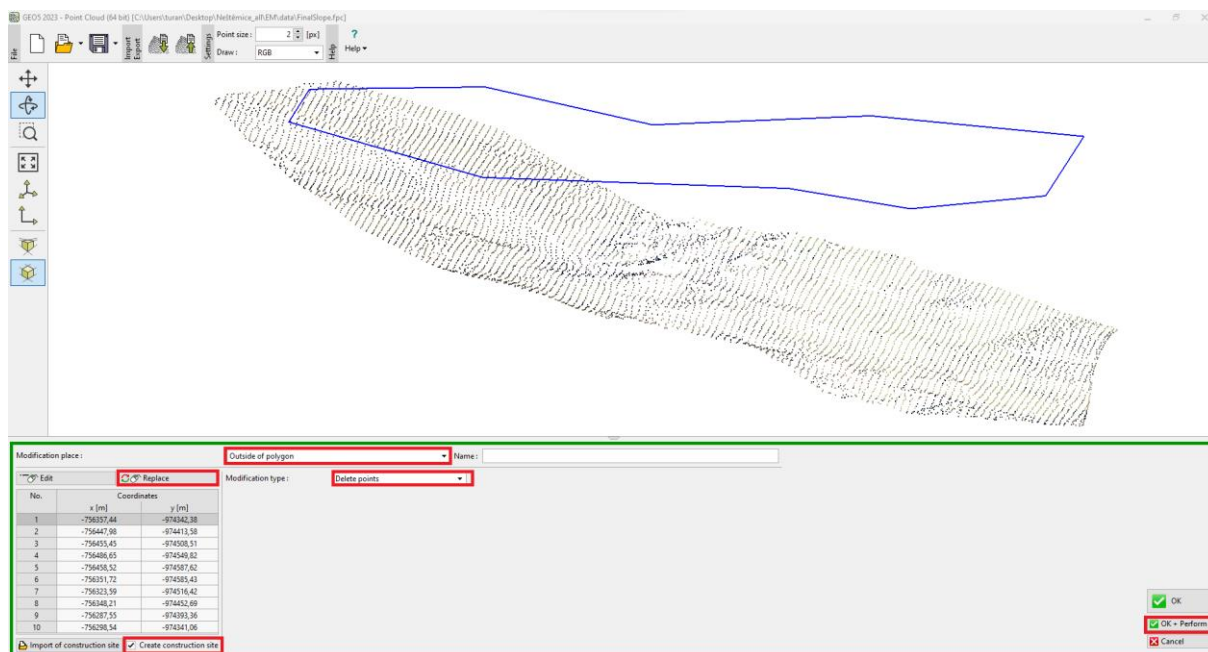 GEO5 2023 - Point Cloud (64 bit) [C:\Users\turan\Desktop\Neštěmice_all\EM\data\FinalSlope.fpc]
File
Import
Export
Settings
Point size : 2 [px]
Draw : RGB
Help
?
Help
Modification place : Outside of polygon Name :
Edit Replace Modification type : Delete points
No. Coordinates
x [m] y [m]
1 -756357,44 -974342,38
2 -756447,98 -974413,58
3 -756455,45 -974508,51
4 -756486,65 -974549,82
5 -756458,52 -974587,62
6 -756351,72 -974585,43
7 -756323,59 -974516,42
8 -756348,21 -974452,69
9 -756287,55 -974393,36
10 -756298,54 -974341,06
Import of construction site Create construction site
OK
OK + Perform
Cancel